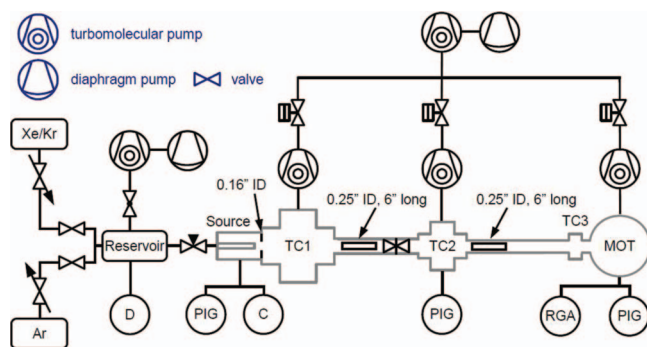 turbomolecular pump
diaphragm pump
valve
Xe/Kr
0.16" ID
0.25" ID, 6" long
0.25" ID, 6" long
Source
TC3
Reservoir
TC1
TC2
MOT
D
PIG
C
PIG
RGA
PIG
Ar